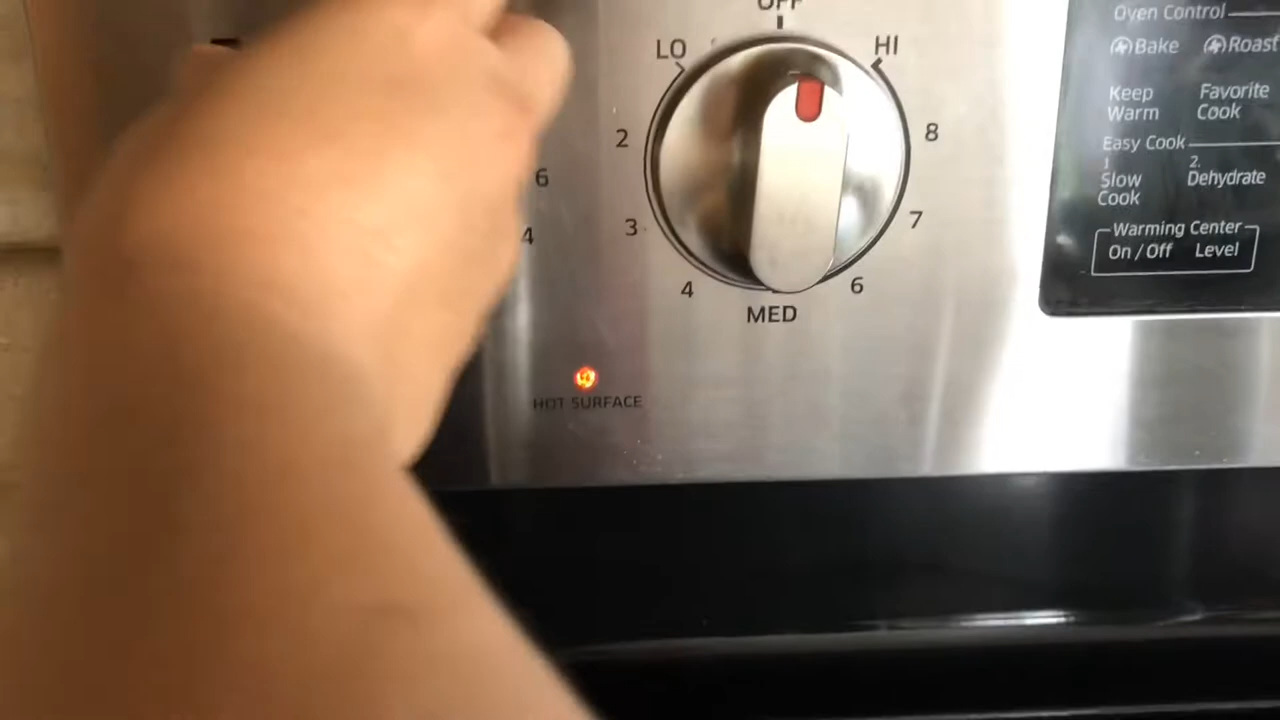 OFF
LO
HI
2
8
6
3
7
4
4
6
MED
HOT SURFACE
Oven Control
Bake Roast
Keep Warm
Favorite Cook
Easy Cook
1
Slow Cook
2.
Dehydrate
Warming Center
On / Off Level